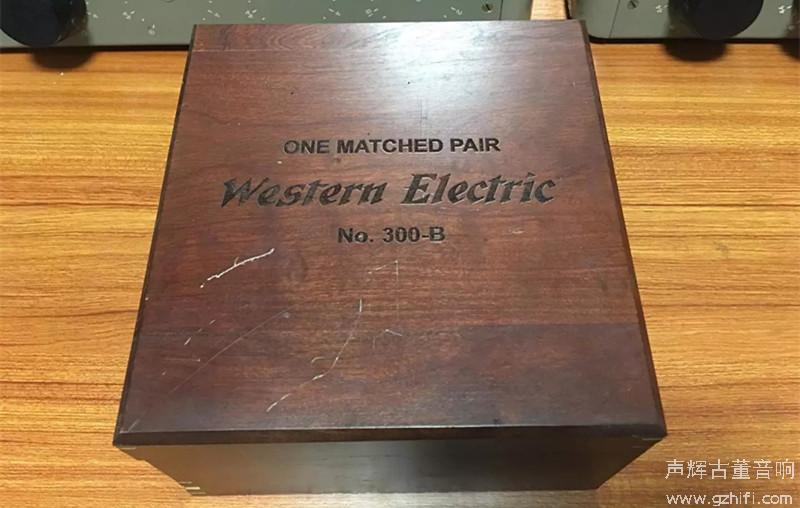 ONE MATCHED PAIR
Western Electric
No. 300-B
声辉古董音响
www.gzhifi.com